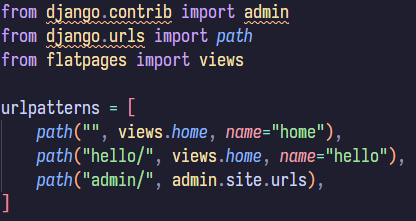 from django.contrib import admin
from django.urls import path
from flatpages import views

urlpatterns = [
    path("", views.home, name="home"),
    path("hello/", views.home, name="hello"),
    path("admin/", admin.site.urls),
]